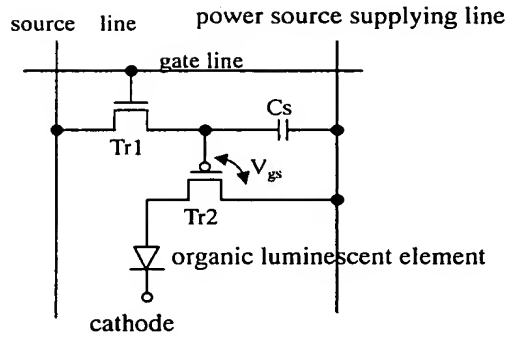 source line
power source supplying line
gate line
Cs
Tr1
Vgs
Tr2
organic luminescent element
cathode